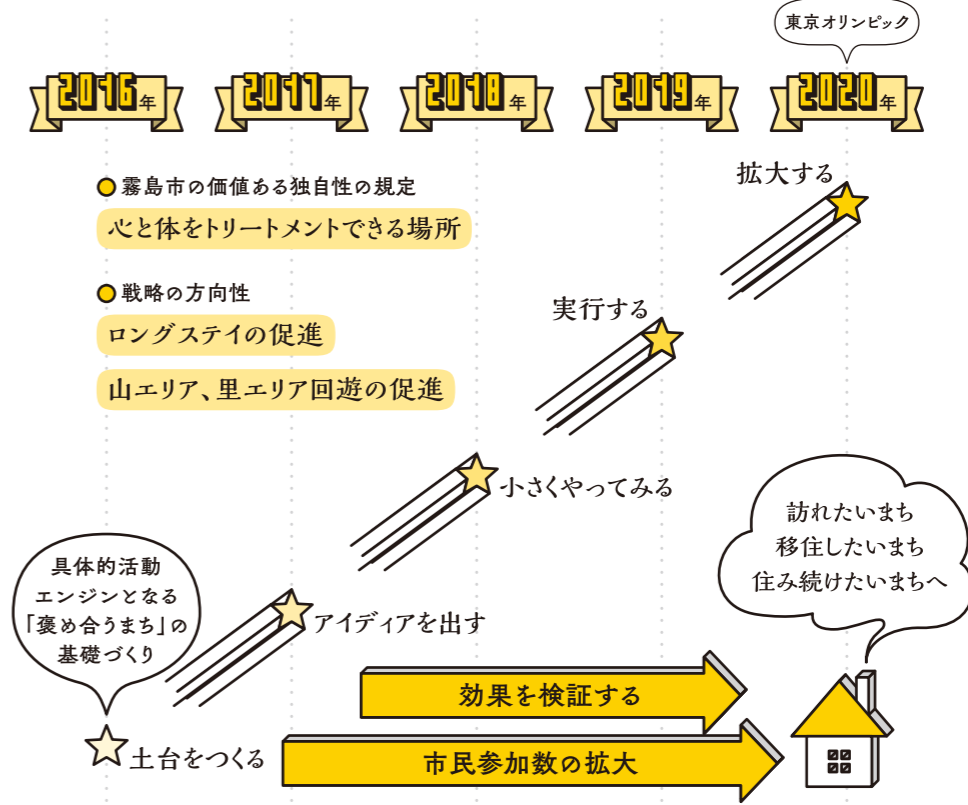 東京オリンピック
2016年
2017年
2018年
2019年
2020年
霧島市の価値ある独自性の規定
心と体をトリートメントできる場所
戦略の方向性
ロングステイの促進
山エリア、里エリア回遊の促進
拡大する
実行する
小さくやってみる
アイディアを出す
具体的活動
エンジンとなる
「褒め合うまち」の
基礎づくり
土台をつくる
訪れたいまち
移住したいまち
住み続けたいまちへ
効果を検証する
市民参加数の拡大